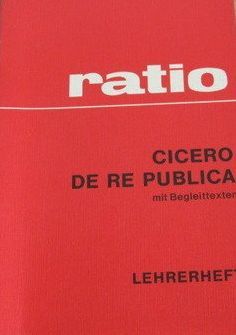 ratio
CICERO
DE RE PUBLICA
mit Begleittexten
LEHRERHEFT